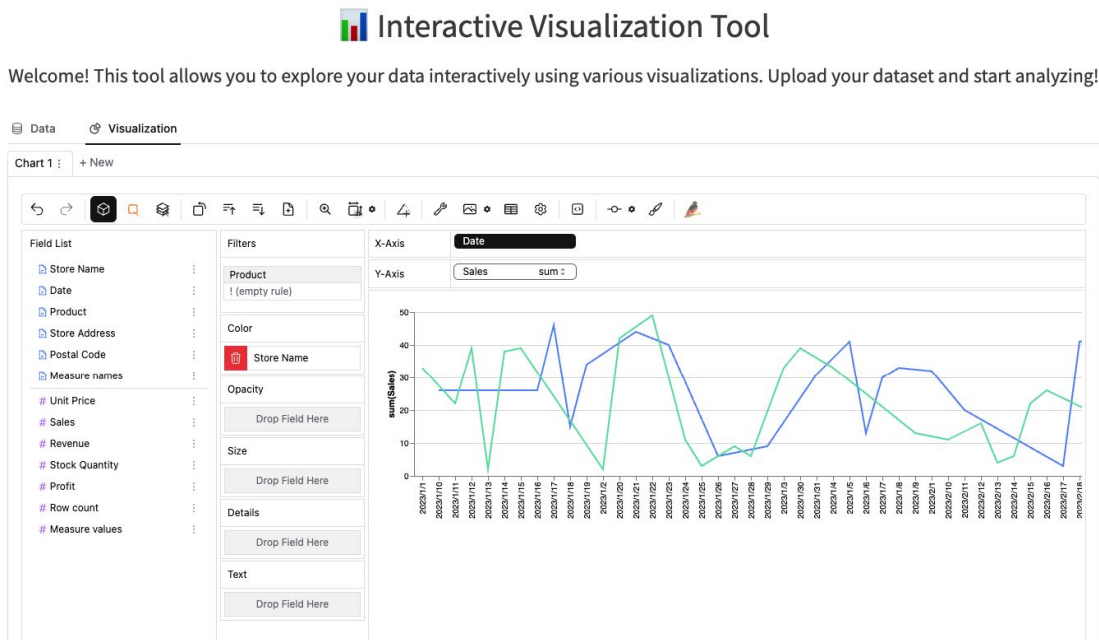 Interactive Visualization Tool
Welcome! This tool allows you to explore your data interactively using various visualizations. Upload your dataset and start analyzing!
Data Visualization
Chart 1 + New
Field List
Store Name
Date
Product
Store Address
Postal Code
Measure names
# Unit Price
# Sales
# Revenue
# Stock Quantity
# Profit
# Row count
# Measure values
Filters
Product
! (empty rule)
Color
Store Name
Opacity
Drop Field Here
Size
Drop Field Here
Details
Drop Field Here
Text
Drop Field Here
X-Axis Date
Y-Axis Sales sum
sum(Sales)
50
40
30
20
10
0
2023/1/1
2023/1/10
2023/1/11
2023/1/12
2023/1/13
2023/1/14
2023/1/15
2023/1/16
2023/1/17
2023/1/18
2023/1/19
2023/1/2
2023/1/20
2023/1/21
2023/1/22
2023/1/23
2023/1/24
2023/1/25
2023/1/26
2023/1/27
2023/1/28
2023/1/29
2023/1/3
2023/1/30
2023/1/31
2023/1/4
2023/1/5
2023/1/6
2023/1/7
2023/1/8
2023/1/9
2023/2/1
2023/2/10
2023/2/11
2023/2/12
2023/2/13
2023/2/14
2023/2/15
2023/2/16
2023/2/17
2023/2/18